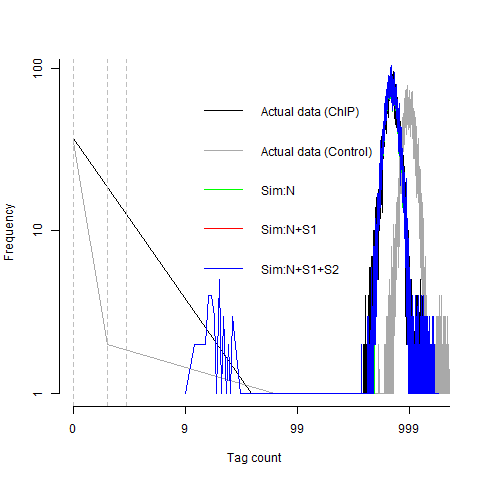 100
Actual data (ChIP)
Actual data (Control)
Sim:N
Sim:N+S1
Sim:N+S1+S2
10
1
Frequency
0
9
99
999
Tag count